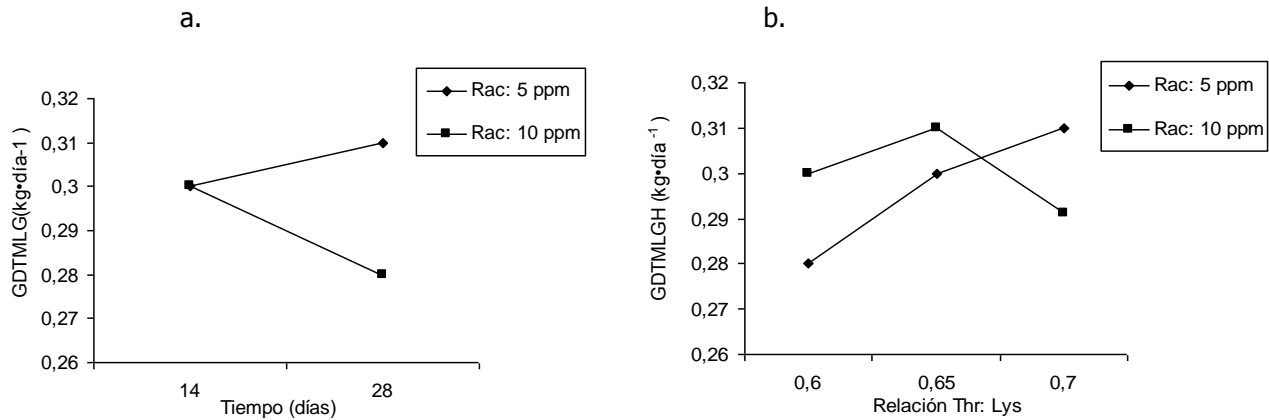 a.
Rac: 5 ppm
Rac: 10 ppm
0,32
0,31
0,3
0,29
0,28
0,27
0,26
GDTMLG(kg•día-1)
14
28
Tiempo (días)
b.
Rac: 5 ppm
Rac: 10 ppm
0,32
0,31
0,3
0,29
0,28
0,27
0,26
GDTMLGH (kg•día -1)
0,6
0,65
0,7
Relación Thr: Lys